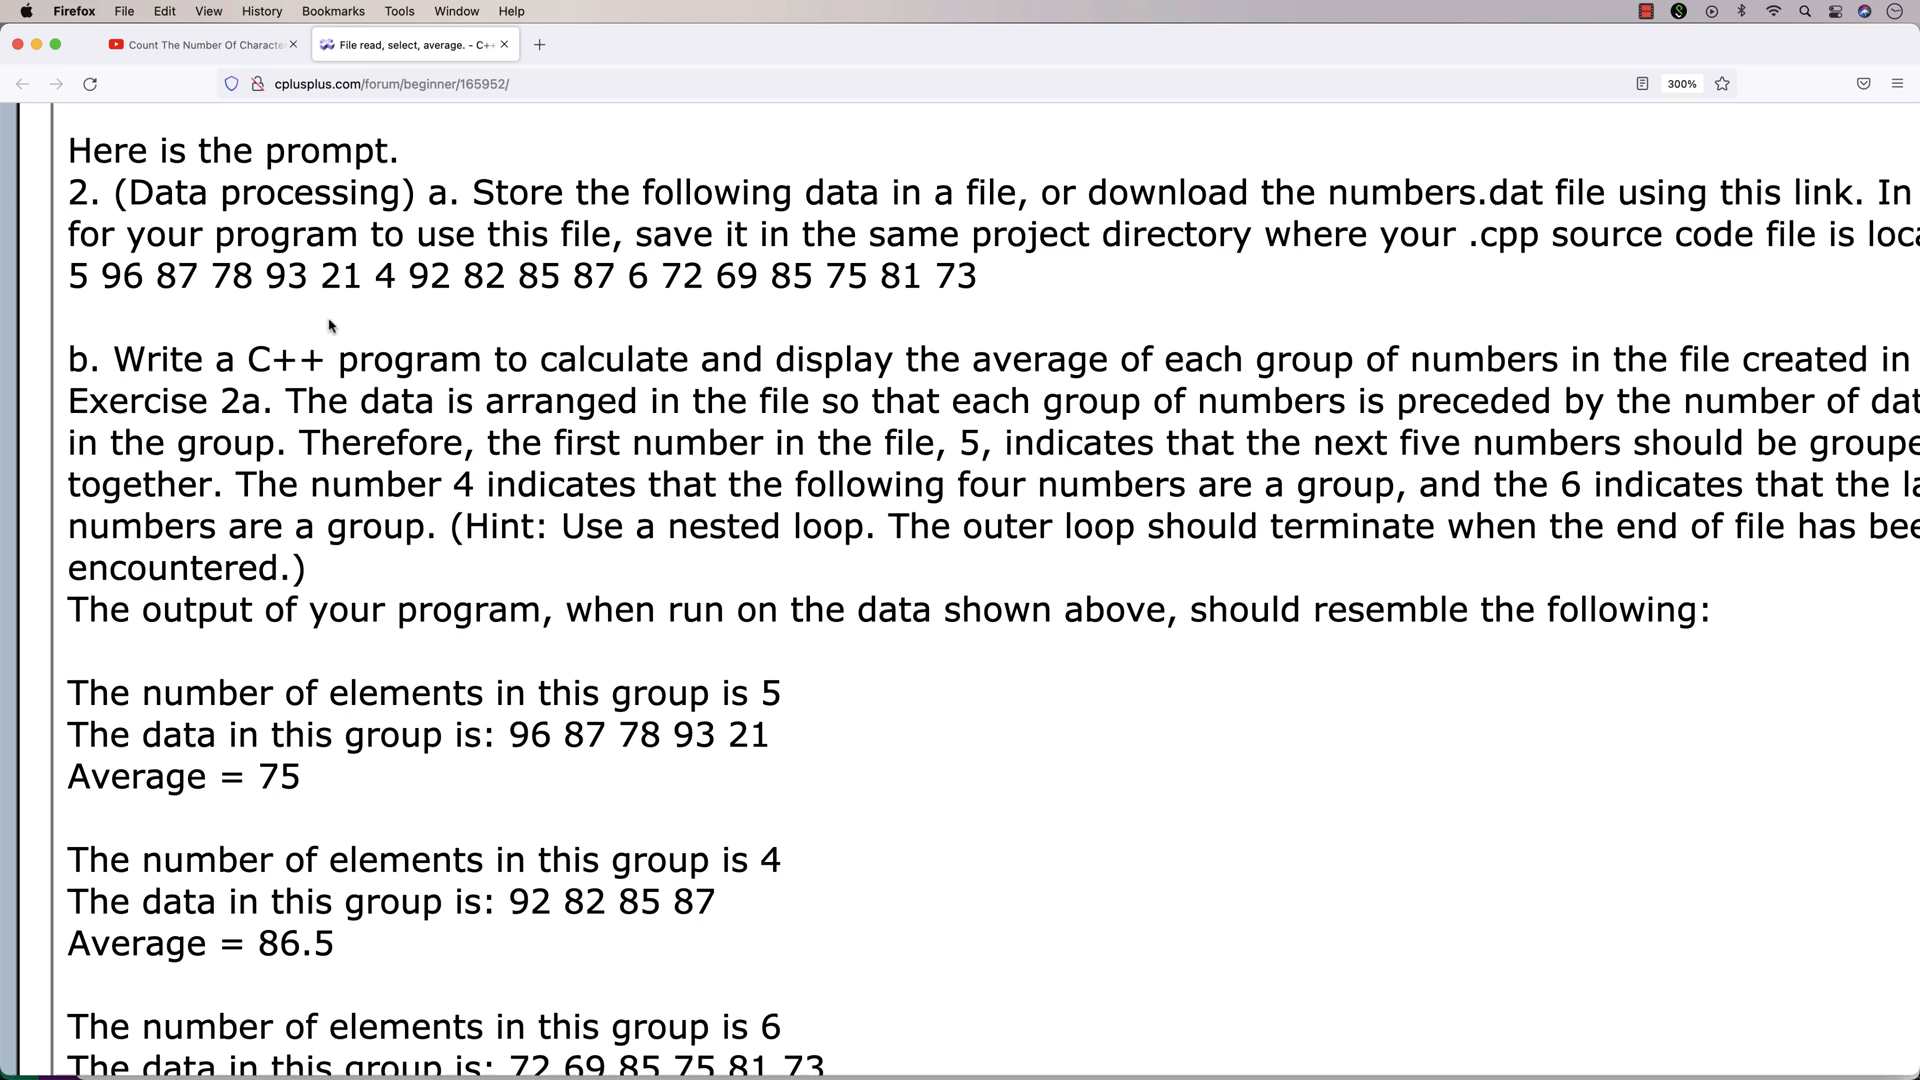 Firefox File Edit View History Bookmarks Tools Window Help
Count The Number Of Characte
File read, select, average. - C++
cplusplus.com/forum/beginner/165952/
300%
Here is the prompt.
2. (Data processing) a. Store the following data in a file, or download the numbers.dat file using this link. In
for your program to use this file, save it in the same project directory where your .cpp source code file is loca
5 96 87 78 93 21 4 92 82 85 87 6 72 69 85 75 81 73
b. Write a C++ program to calculate and display the average of each group of numbers in the file created in
Exercise 2a. The data is arranged in the file so that each group of numbers is preceded by the number of dat
in the group. Therefore, the first number in the file, 5, indicates that the next five numbers should be groupe
together. The number 4 indicates that the following four numbers are a group, and the 6 indicates that the la
numbers are a group. (Hint: Use a nested loop. The outer loop should terminate when the end of file has bee
encountered.)
The output of your program, when run on the data shown above, should resemble the following:
The number of elements in this group is 5
The data in this group is: 96 87 78 93 21
Average = 75
The number of elements in this group is 4
The data in this group is: 92 82 85 87
Average = 86.5
The number of elements in this group is 6
The data in this group is: 72 69 85 75 81 73